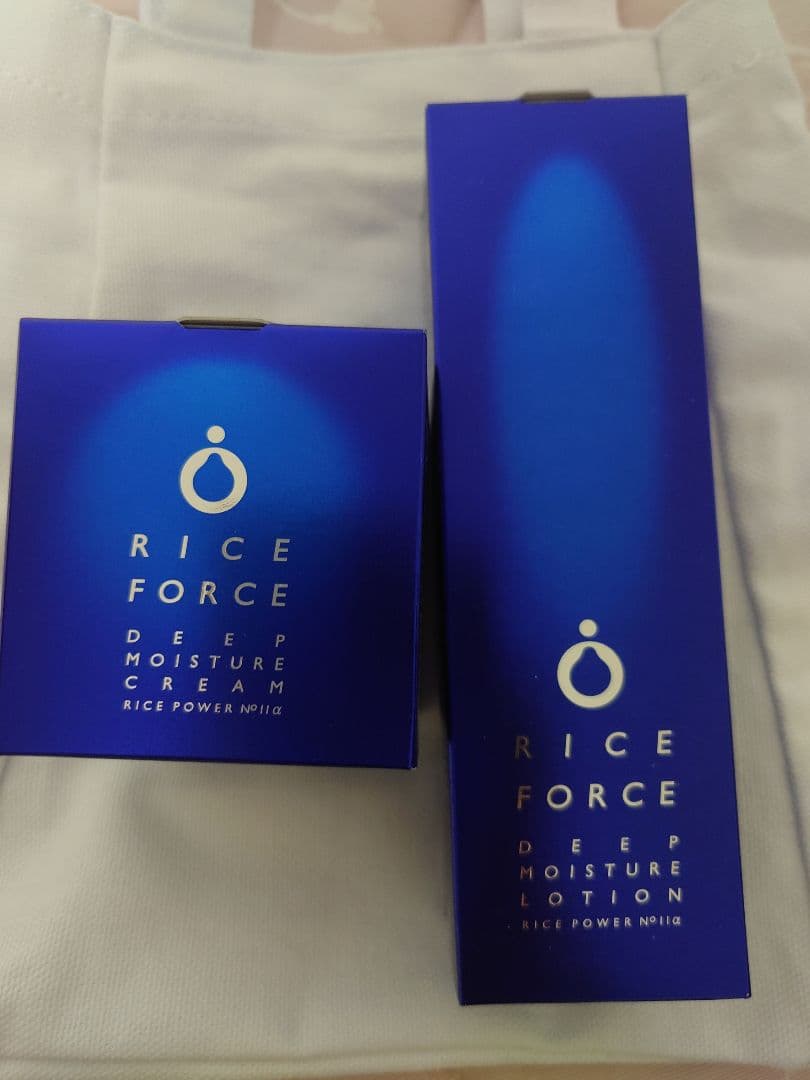 RICE
FORCE
DEEP
MOISTURE
CREAM
RICE POWER Nº11α
RICE
FORCE
DEEP
MOISTURE
LOTION
RICE POWER Nº11α